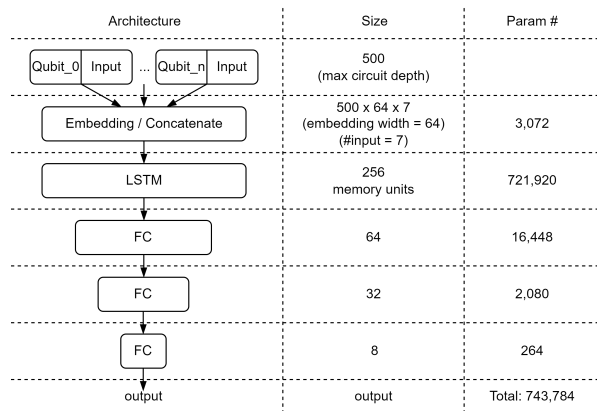 Architecture Size Param #
Qubit_0 Input ... Qubit_n Input
500
(max circuit depth)
Embedding / Concatenate
500 x 64 x 7
(embedding width = 64)
(#input = 7)
3,072
LSTM
256
memory units
721,920
FC 64 16,448
FC 32 2,080
FC 8 264
output output Total: 743,784